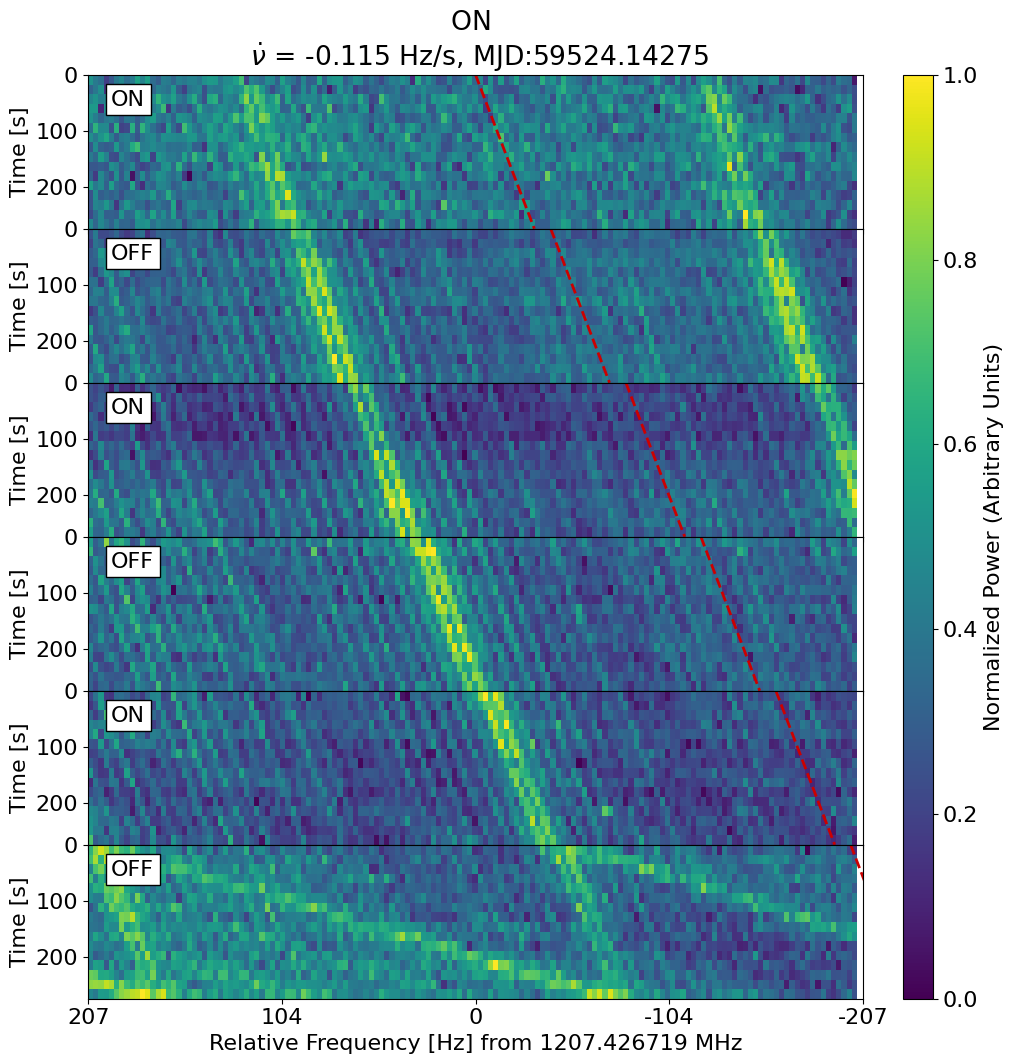 ON
ν̇ = -0.115 Hz/s, MJD:59524.14275
0
100
200
Time [s]
ON
0
100
200
Time [s]
OFF
0
100
200
Time [s]
ON
0
100
200
Time [s]
OFF
0
100
200
Time [s]
ON
0
100
200
Time [s]
OFF
207 104 0 -104 -207
Relative Frequency [Hz] from 1207.426719 MHz
1.0
0.8
0.6
0.4
0.2
0.0
Normalized Power (Arbitrary Units)